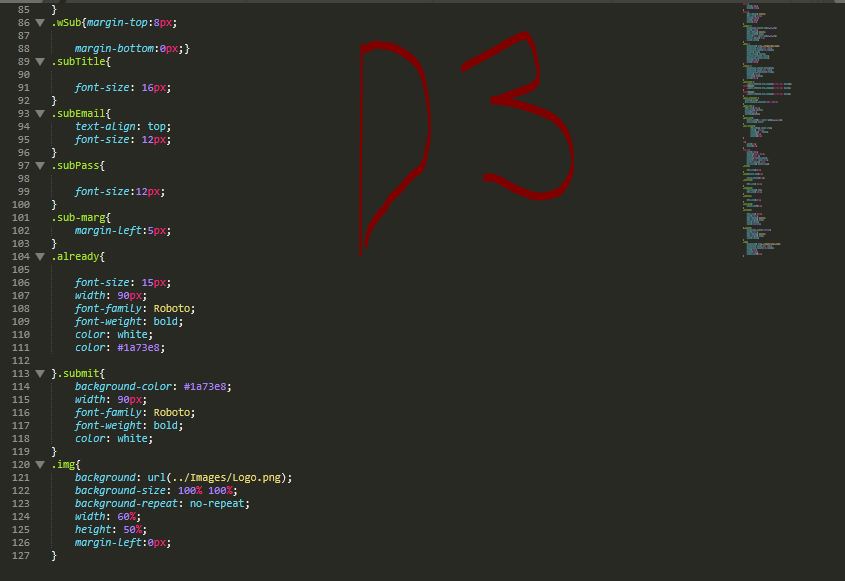 85 }
86 .wSub{margin-top:8px;
87
88 margin-bottom:0px;}
89 .subTitle{
90
91 font-size: 16px;
92 }
93 .subEmail{
94 text-align: top;
95 font-size: 12px;
96 }
97 .subPass{
98
99 font-size:12px;
100 }
101 .sub-marg{
102 margin-left:5px;
103 }
104 .already{
105
106 font-size: 15px;
107 width: 90px;
108 font-family: Roboto;
109 font-weight: bold;
110 color: white;
111 color: #1a73e8;
112
113 }.submit{
114 background-color: #1a73e8;
115 width: 90px;
116 font-family: Roboto;
117 font-weight: bold;
118 color: white;
119 }
120 .img{
121 background: url(../Images/Logo.png);
122 background-size: 100% 100%;
123 background-repeat: no-repeat;
124 width: 60%;
125 height: 50%;
126 margin-left:0px;
127 }
D3